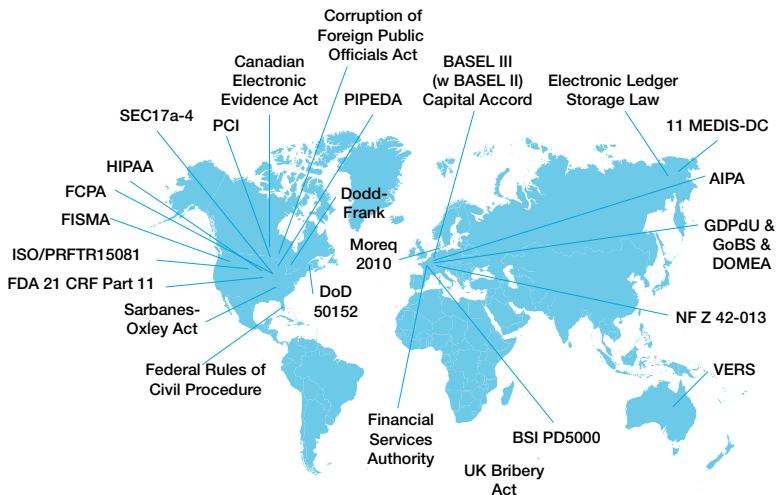 Corruption of
Foreign Public
Officials Act
Canadian
Electronic
Evidence Act
PIPEDA
BASEL III
(w BASEL II)
Capital Accord
Electronic Ledger
Storage Law
SEC17a-4
PCI
11 MEDIS-DC
HIPAA
FCPA
FISMA
Dodd-
Frank
AIPA
Moreq
2010
GDPdU &
GoBS &
DOMEA
ISO/PRFTR15081
FDA 21 CRF Part 11
DoD
50152
Sarbanes-
Oxley Act
NF Z 42-013
Federal Rules of
Civil Procedure
VERS
Financial
Services
Authority
BSI PD5000
UK Bribery
Act